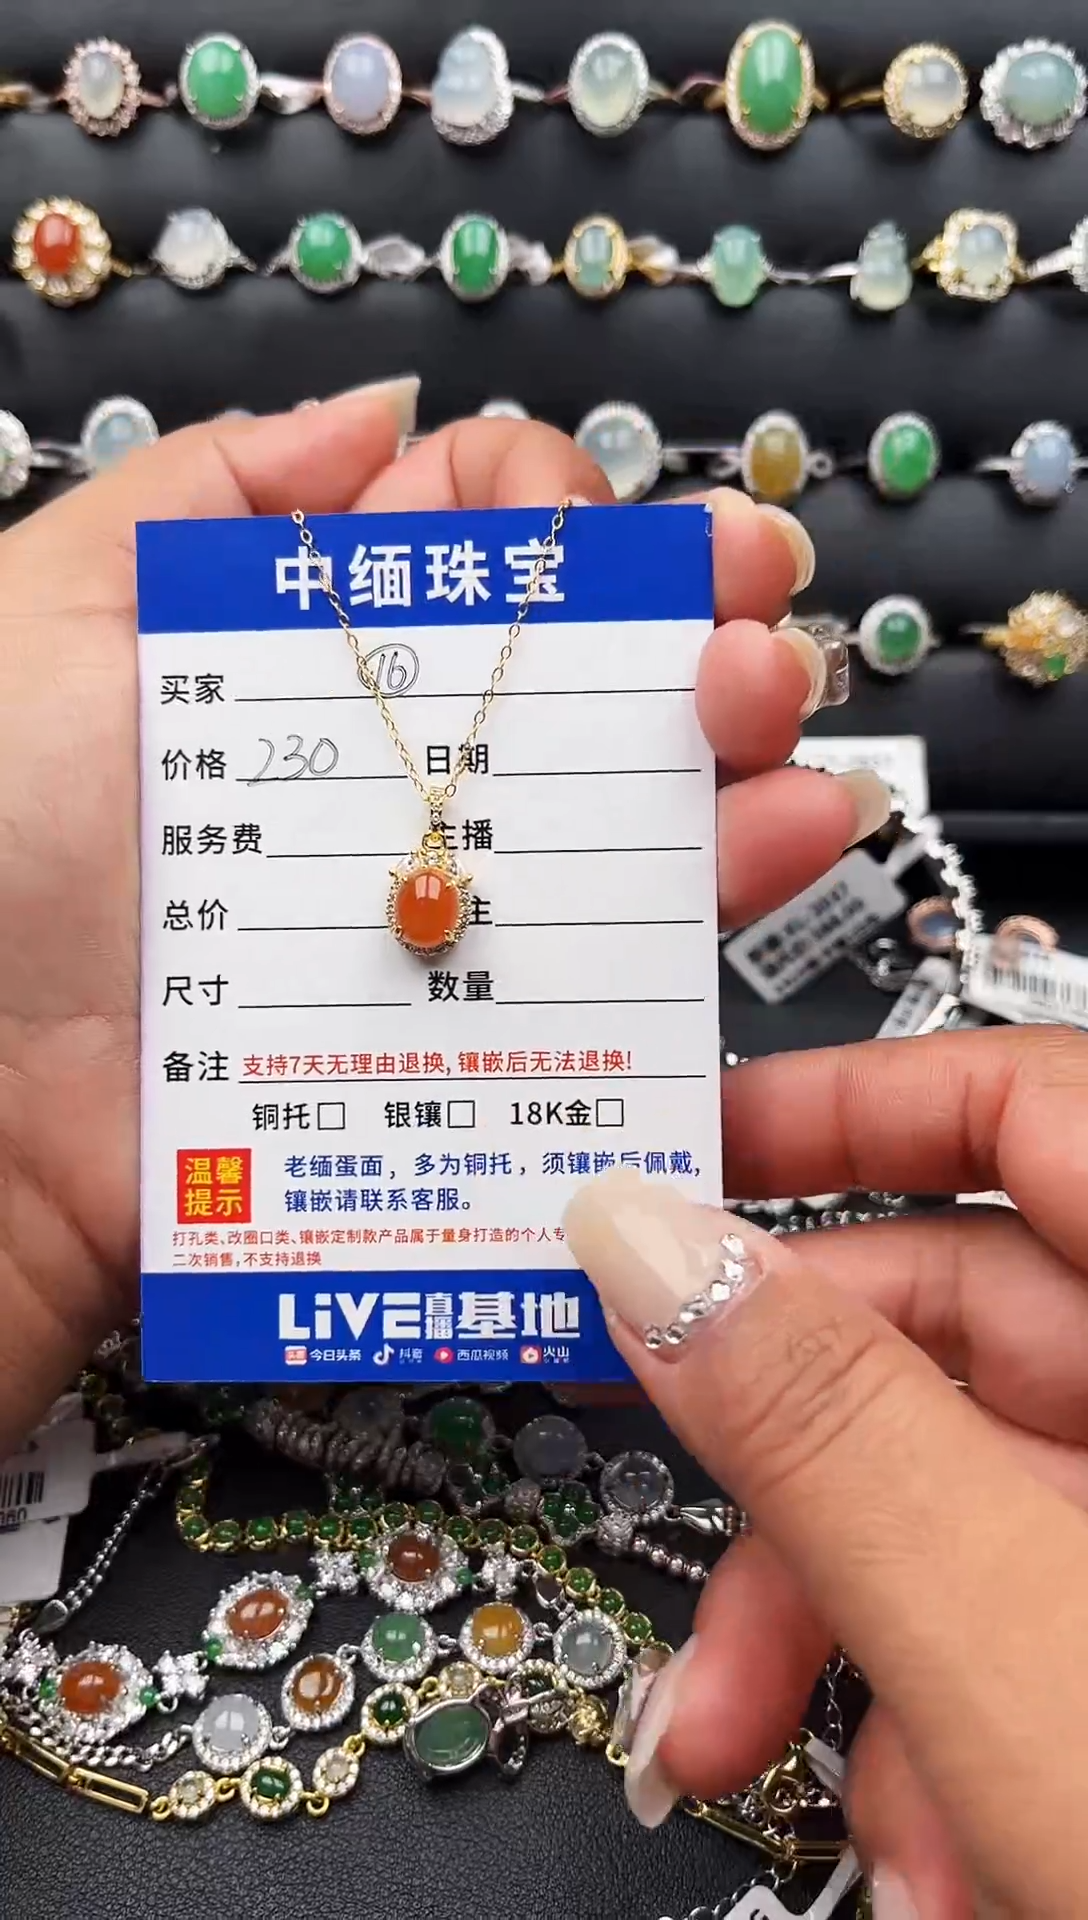 中缅珠宝
买家 16
价格 230 日期
服务费 主播
总价 主
尺寸 数量
备注 支持7天无理由退换,镶嵌后无法退换!
铜托□ 银镶□ 18K金□
温馨提示
老缅蛋面,多为铜托,须镶嵌后佩戴,
镶嵌请联系客服。
打孔类、改圈口类、镶嵌定制款产品属于量身打造的个人专
二次销售,不支持退换
LiVE直播基地
头条 今日头条 抖音 西瓜视频 火山